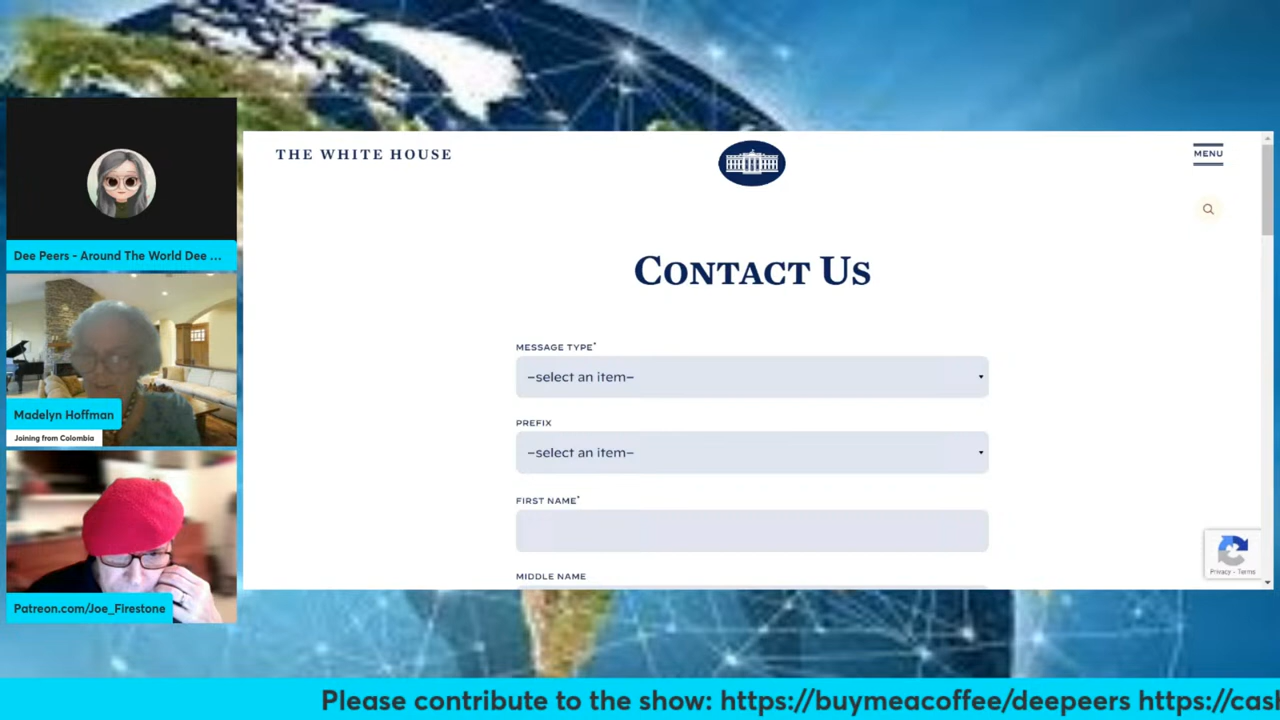 Dee Peers - Around The World Dee ...
Madelyn Hoffman
Joining from Colombia
Patreon.com/Joe_Firestone
THE WHITE HOUSE
MENU
CONTACT US
MESSAGE TYPE*
–select an item–
PREFIX
–select an item–
FIRST NAME*
MIDDLE NAME
Privacy - Terms
Please contribute to the show: https://buymeacoffee/deepeers https://cas